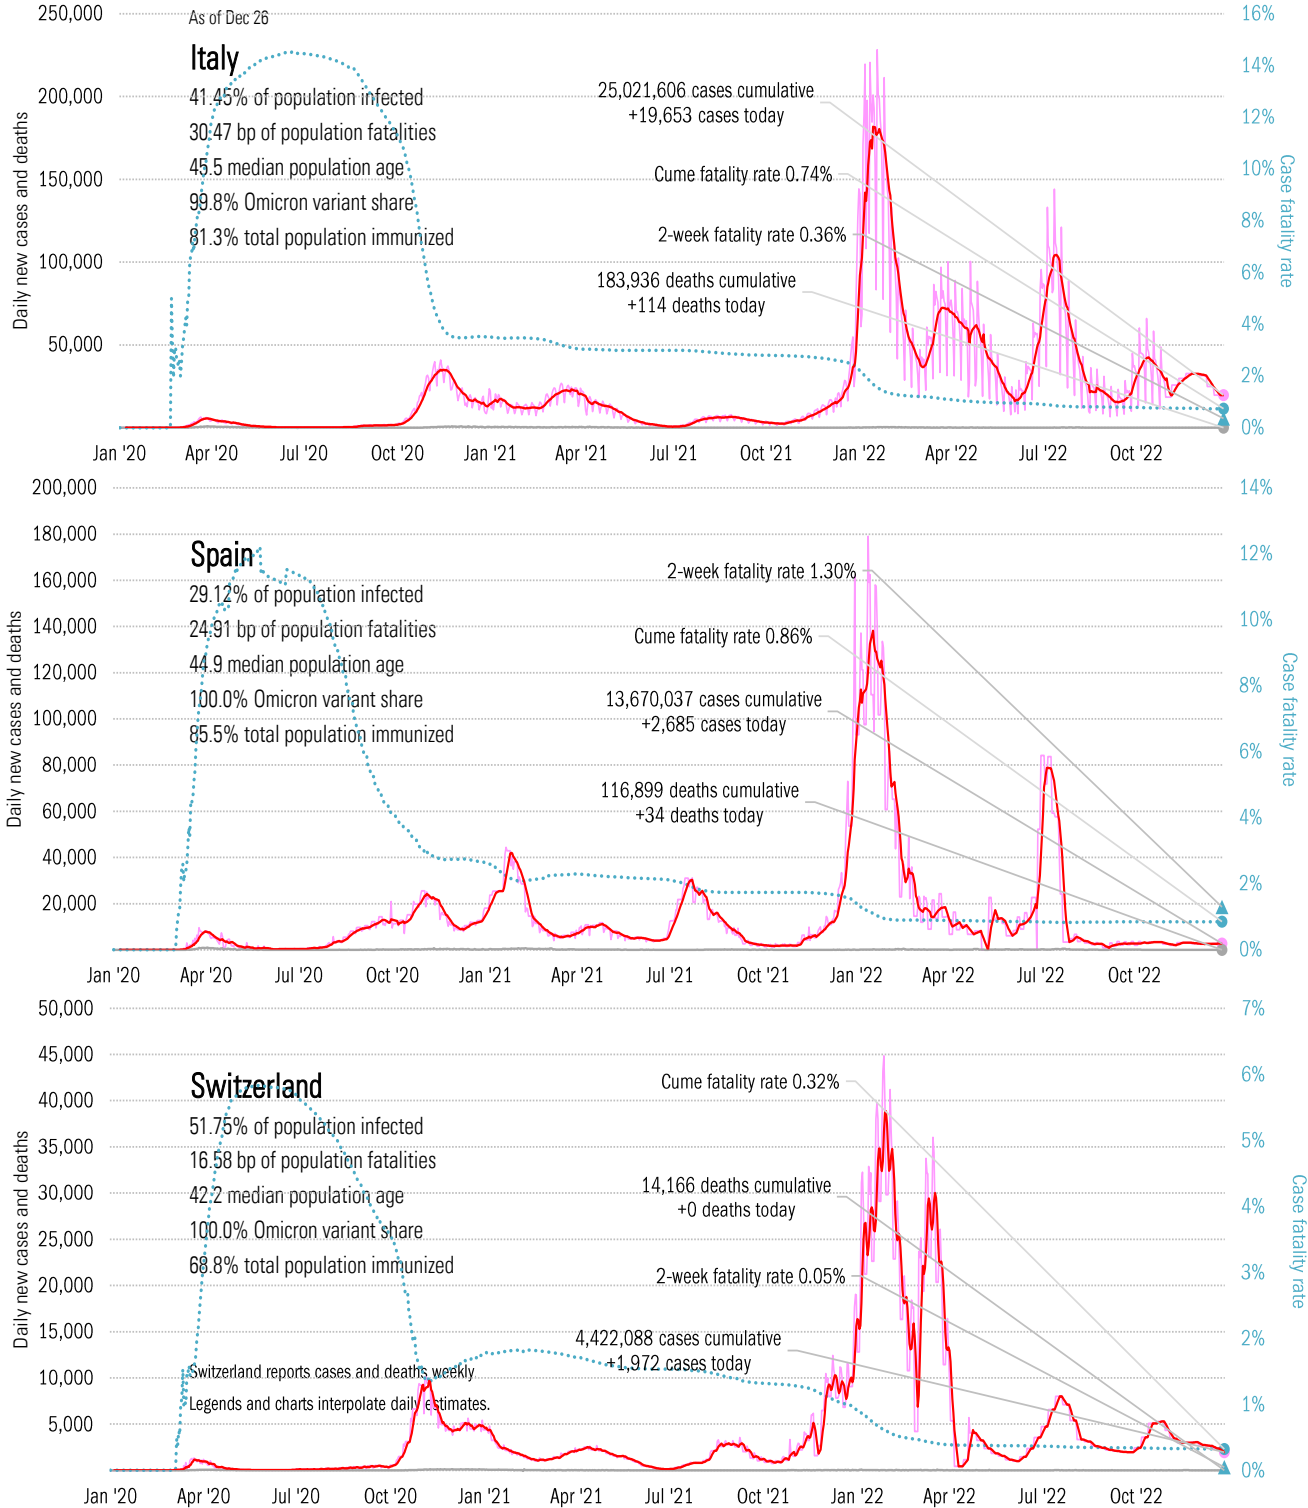 As of Dec 26
Italy
41.45% of population infected
30.47 bp of population fatalities
45.5 median population age
99.8% Omicron variant share
81.3% total population immunized
25,021,606 cases cumulative
+19,653 cases today
Cume fatality rate 0.74%
2-week fatality rate 0.36%
183,936 deaths cumulative
+114 deaths today
Daily new cases and deaths
250,000
200,000
150,000
100,000
50,000
16%
14%
12%
10%
8%
6%
4%
2%
0%
Case fatality rate
Jan '20 Apr '20 Jul '20 Oct '20 Jan '21 Apr '21 Jul '21 Oct '21 Jan '22 Apr '22 Jul '22 Oct '22
Spain
29.12% of population infected
24.91 bp of population fatalities
44.9 median population age
100.0% Omicron variant share
85.5% total population immunized
2-week fatality rate 1.30%
Cume fatality rate 0.86%
13,670,037 cases cumulative
+2,685 cases today
116,899 deaths cumulative
+34 deaths today
Daily new cases and deaths
200,000
180,000
160,000
140,000
120,000
100,000
80,000
60,000
40,000
20,000
14%
12%
10%
8%
6%
4%
2%
0%
Case fatality rate
Jan '20 Apr '20 Jul '20 Oct '20 Jan '21 Apr '21 Jul '21 Oct '21 Jan '22 Apr '22 Jul '22 Oct '22
Switzerland
51.75% of population infected
16.58 bp of population fatalities
42.2 median population age
100.0% Omicron variant share
68.8% total population immunized
Switzerland reports cases and deaths weekly.
Legends and charts interpolate daily estimates.
Cume fatality rate 0.32%
14,166 deaths cumulative
+0 deaths today
2-week fatality rate 0.05%
4,422,088 cases cumulative
+1,972 cases today
Daily new cases and deaths
50,000
45,000
40,000
35,000
30,000
25,000
20,000
15,000
10,000
5,000
7%
6%
5%
4%
3%
2%
1%
0%
Case fatality rate
Jan '20 Apr '20 Jul '20 Oct '20 Jan '21 Apr '21 Jul '21 Oct '21 Jan '22 Apr '22 Jul '22 Oct '22